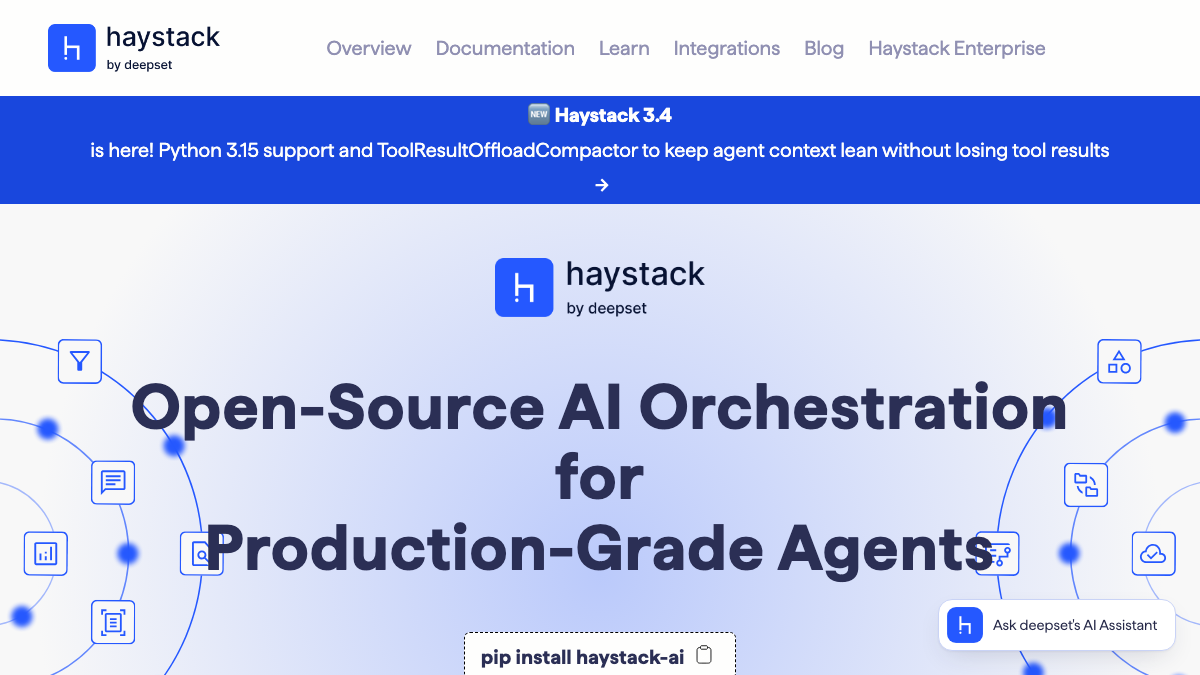 haystack
by deepset
Overview Documentation Learn Integrations Blog Haystack Enterprise
NEW Haystack 3.4
is here! Python 3.15 support and ToolResultOffloadCompactor to keep agent context lean without losing tool results
→
haystack
by deepset
Open-Source AI Orchestration
for
Production-Grade Agents
pip install haystack-ai
Ask deepset's AI Assistant